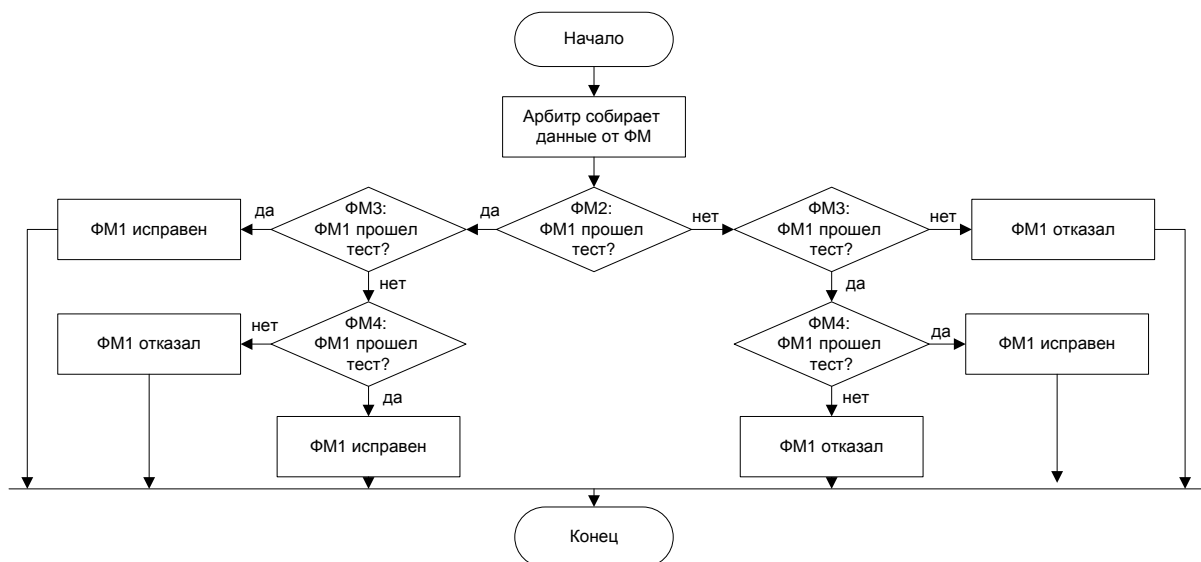 Начало
Арбитр собирает
данные от ФМ
ФМ1 исправен
да
ФМ3:
ФМ1 прошел
тест?
да
ФМ2:
ФМ1 прошел
тест?
нет
ФМ3:
ФМ1 прошел
тест?
нет
ФМ1 отказал
нет
да
ФМ1 отказал
нет
ФМ4:
ФМ1 прошел
тест?
ФМ4:
ФМ1 прошел
тест?
да
ФМ1 исправен
да
нет
ФМ1 исправен
ФМ1 отказал
Конец